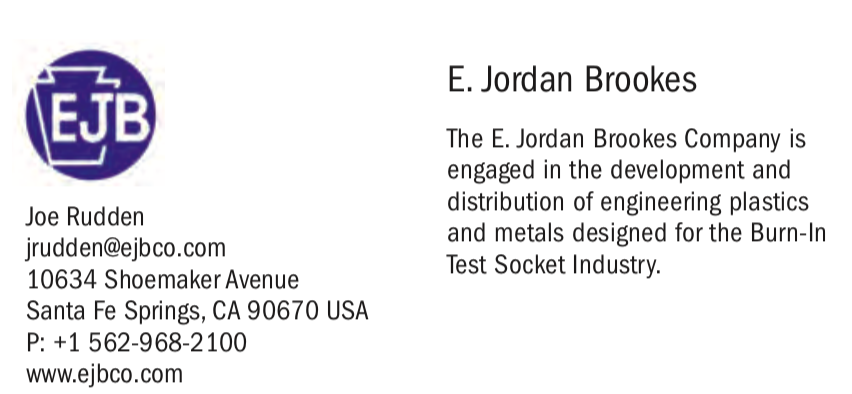 EJB
Joe Rudden
jrudden@ejbco.com
10634 Shoemaker Avenue
Santa Fe Springs, CA 90670 USA
P: +1 562-968-2100
www.ejbco.com
E. Jordan Brookes
The E. Jordan Brookes Company is
engaged in the development and
distribution of engineering plastics
and metals designed for the Burn-In
Test Socket Industry.